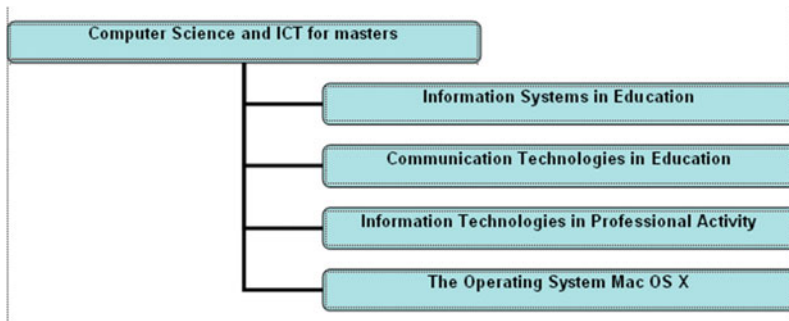 Computer Science and ICT for masters
Information Systems in Education
Communication Technologies in Education
Information Technologies in Professional Activity
The Operating System Mac OS X